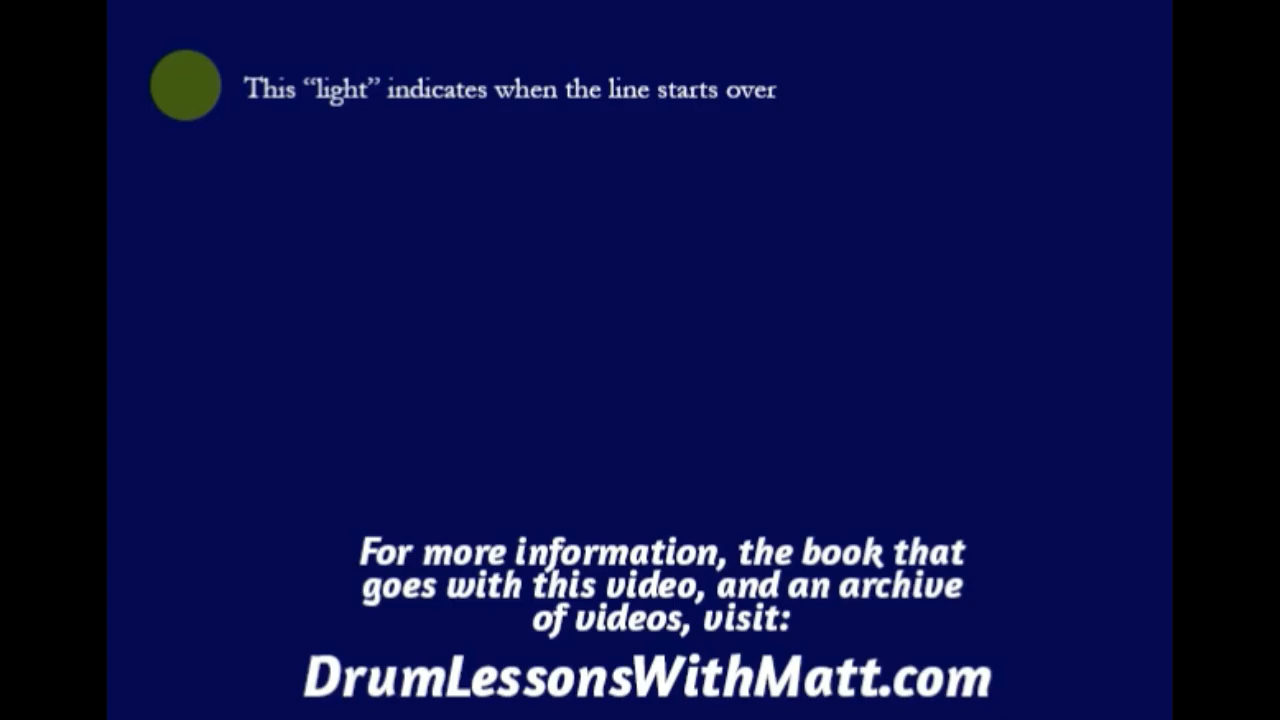 This “light” indicates when the line starts over
For more information, the book that
goes with this video, and an archive
of videos, visit:
DrumLessonsWithMatt.com